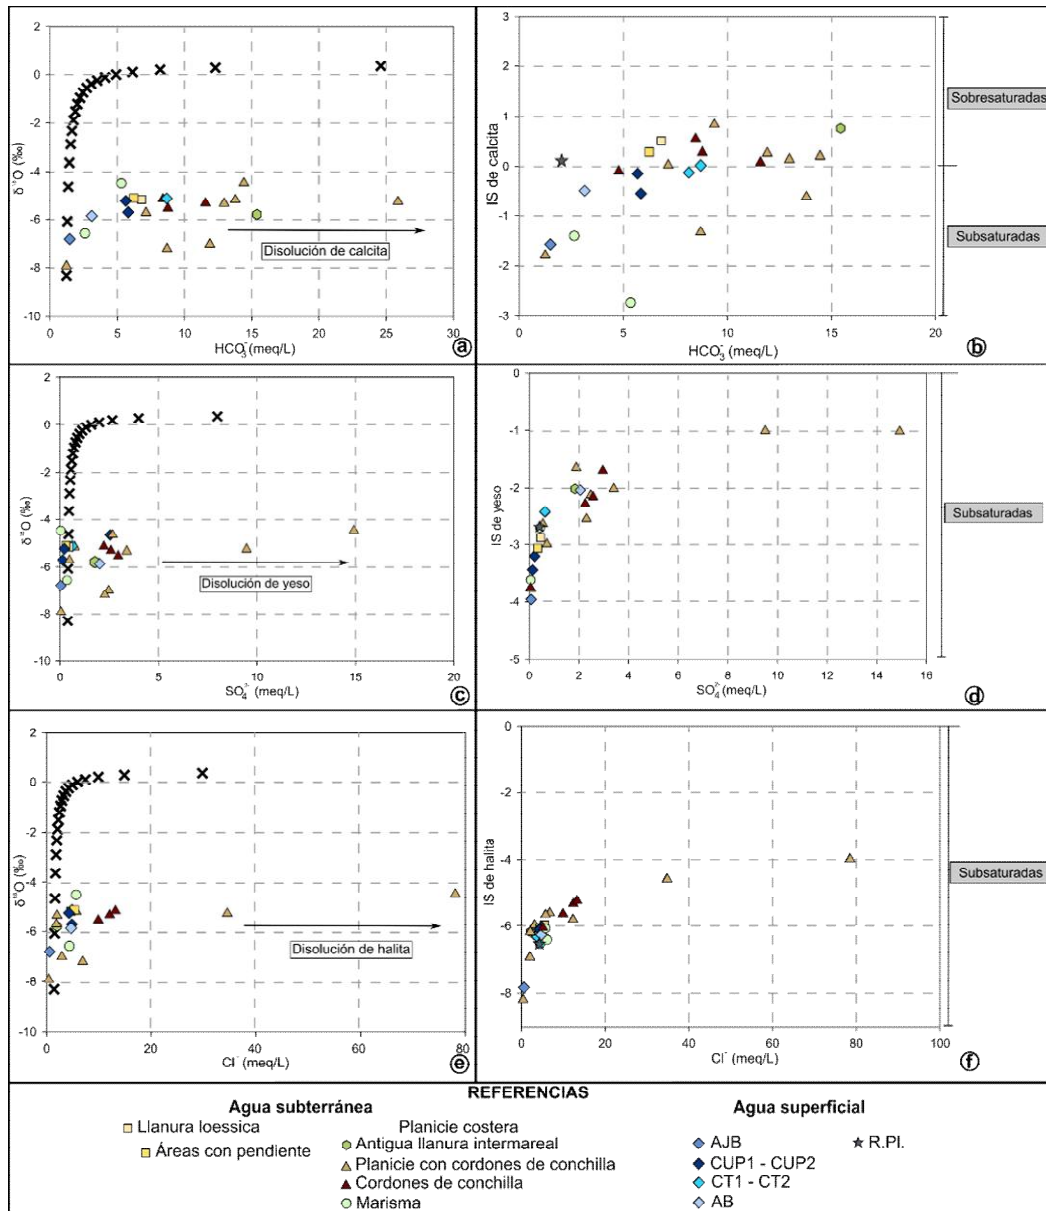 2
0
-2
-4
-6
-8
-10
δ¹⁸O (‰)
0 5 10 15 20 25 30
HCO₃⁻ (meq/L)
Disolución de calcita
a
3
2
1
0
-1
-2
-3
IS de calcita
0 5 10 15 20
HCO₃⁻ (meq/L)
Sobresaturadas
Subsaturadas
b
2
0
-2
-4
-6
-8
-10
δ¹⁸O (‰)
0 5 10 15 20
SO₄²⁻ (meq/L)
Disolución de yeso
c
0
-1
-2
-3
-4
-5
IS de yeso
0 2 4 6 8 10 12 14 16
SO₄²⁻ (meq/L)
Subsaturadas
d
2
0
-2
-4
-6
-8
-10
δ¹⁸O (‰)
0 20 40 60 80
Cl⁻ (meq/L)
Disolución de halita
e
0
-2
-4
-6
-8
IS de halita
0 20 40 60 80 100
Cl⁻ (meq/L)
Subsaturadas
f
REFERENCIAS
Agua subterránea
Llanura loessica
Áreas con pendiente
Planicie costera
Antigua llanura intermareal
Planicie con cordones de conchilla
Cordones de conchilla
Marisma
Agua superficial
AJB
CUP1 - CUP2
CT1 - CT2
AB
R.Pl.